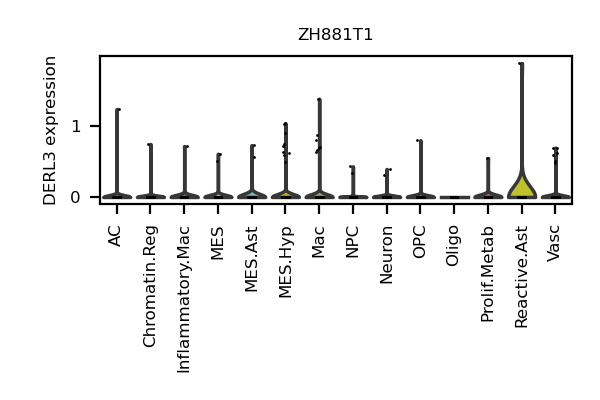 ZH881T1
DERL3 expression
1
0
AC
Chromatin.Reg
Inflammatory.Mac
MES
MES.Ast
MES.Hyp
Mac
NPC
Neuron
OPC
Oligo
Prolif.Metab
Reactive.Ast
Vasc